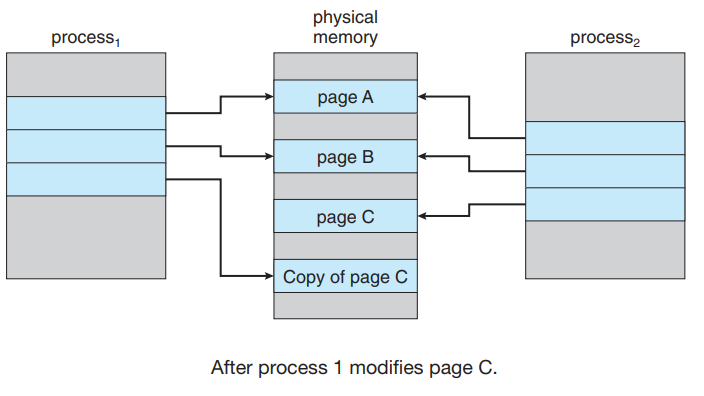 process₁
physical
memory
process₂
page A
page B
page C
Copy of page C
After process 1 modifies page C.